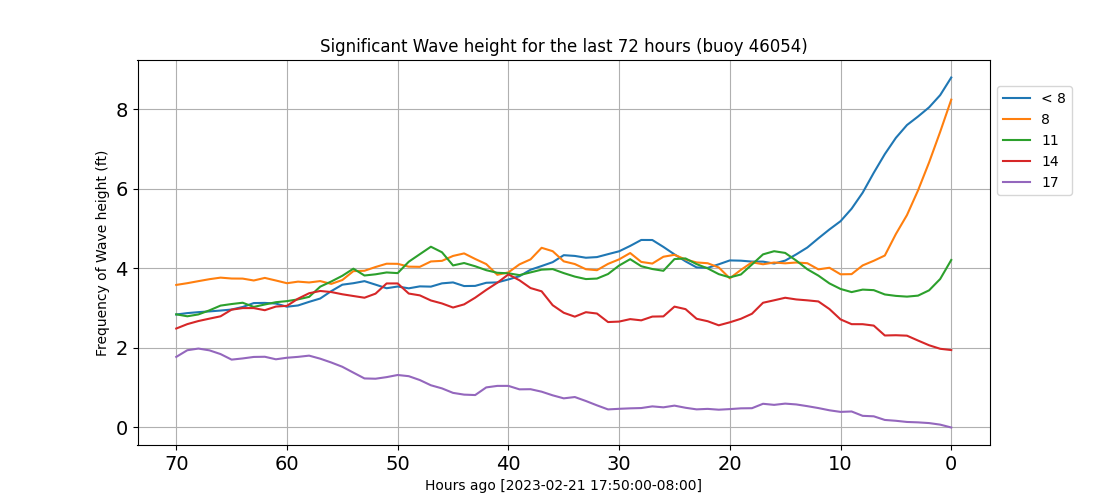 Significant Wave height for the last 72 hours (buoy 46054)
Frequency of Wave height (ft)
8
6
4
2
0
70 60 50 40 30 20 10 0
Hours ago [2023-02-21 17:50:00-08:00]
< 8
8
11
14
17